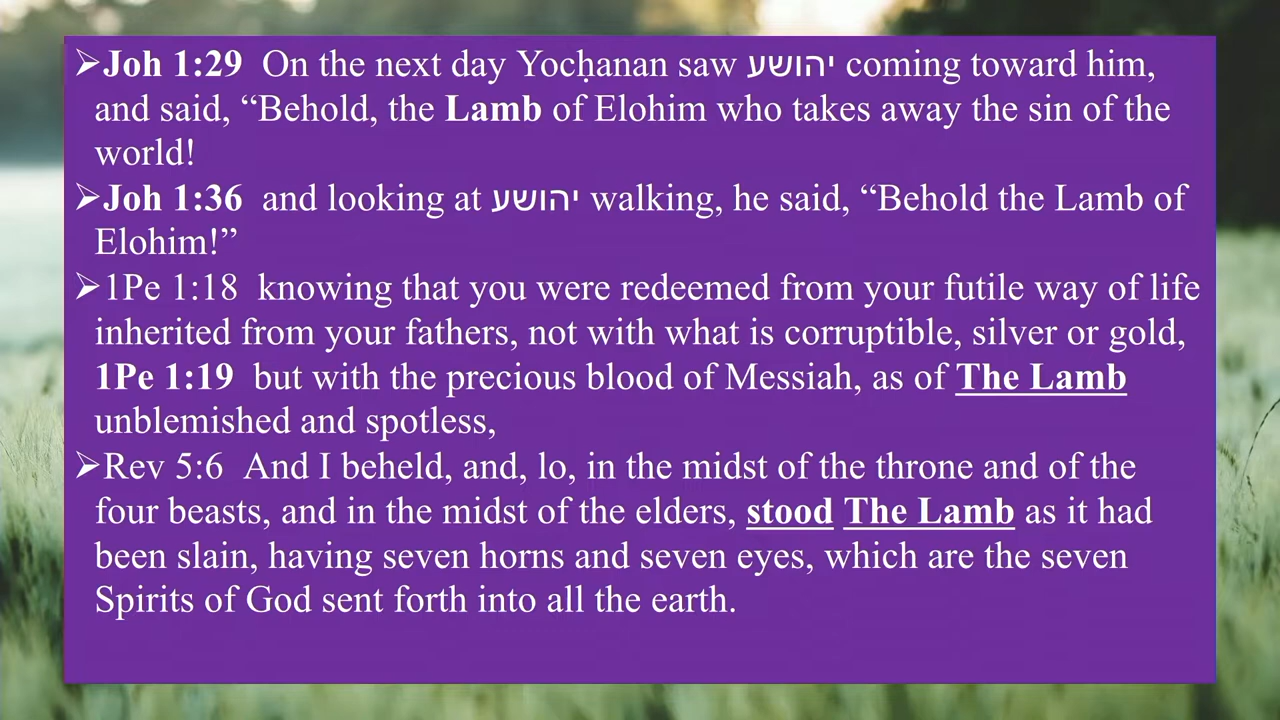 ➢Joh 1:29 On the next day Yocḥanan saw יהושע coming toward him,
and said, “Behold, the Lamb of Elohim who takes away the sin of the
world!
➢Joh 1:36 and looking at יהושע walking, he said, “Behold the Lamb of
Elohim!”
➢1Pe 1:18 knowing that you were redeemed from your futile way of life
inherited from your fathers, not with what is corruptible, silver or gold,
1Pe 1:19 but with the precious blood of Messiah, as of The Lamb
unblemished and spotless,
➢Rev 5:6 And I beheld, and, lo, in the midst of the throne and of the
four beasts, and in the midst of the elders, stood The Lamb as it had
been slain, having seven horns and seven eyes, which are the seven
Spirits of God sent forth into all the earth.